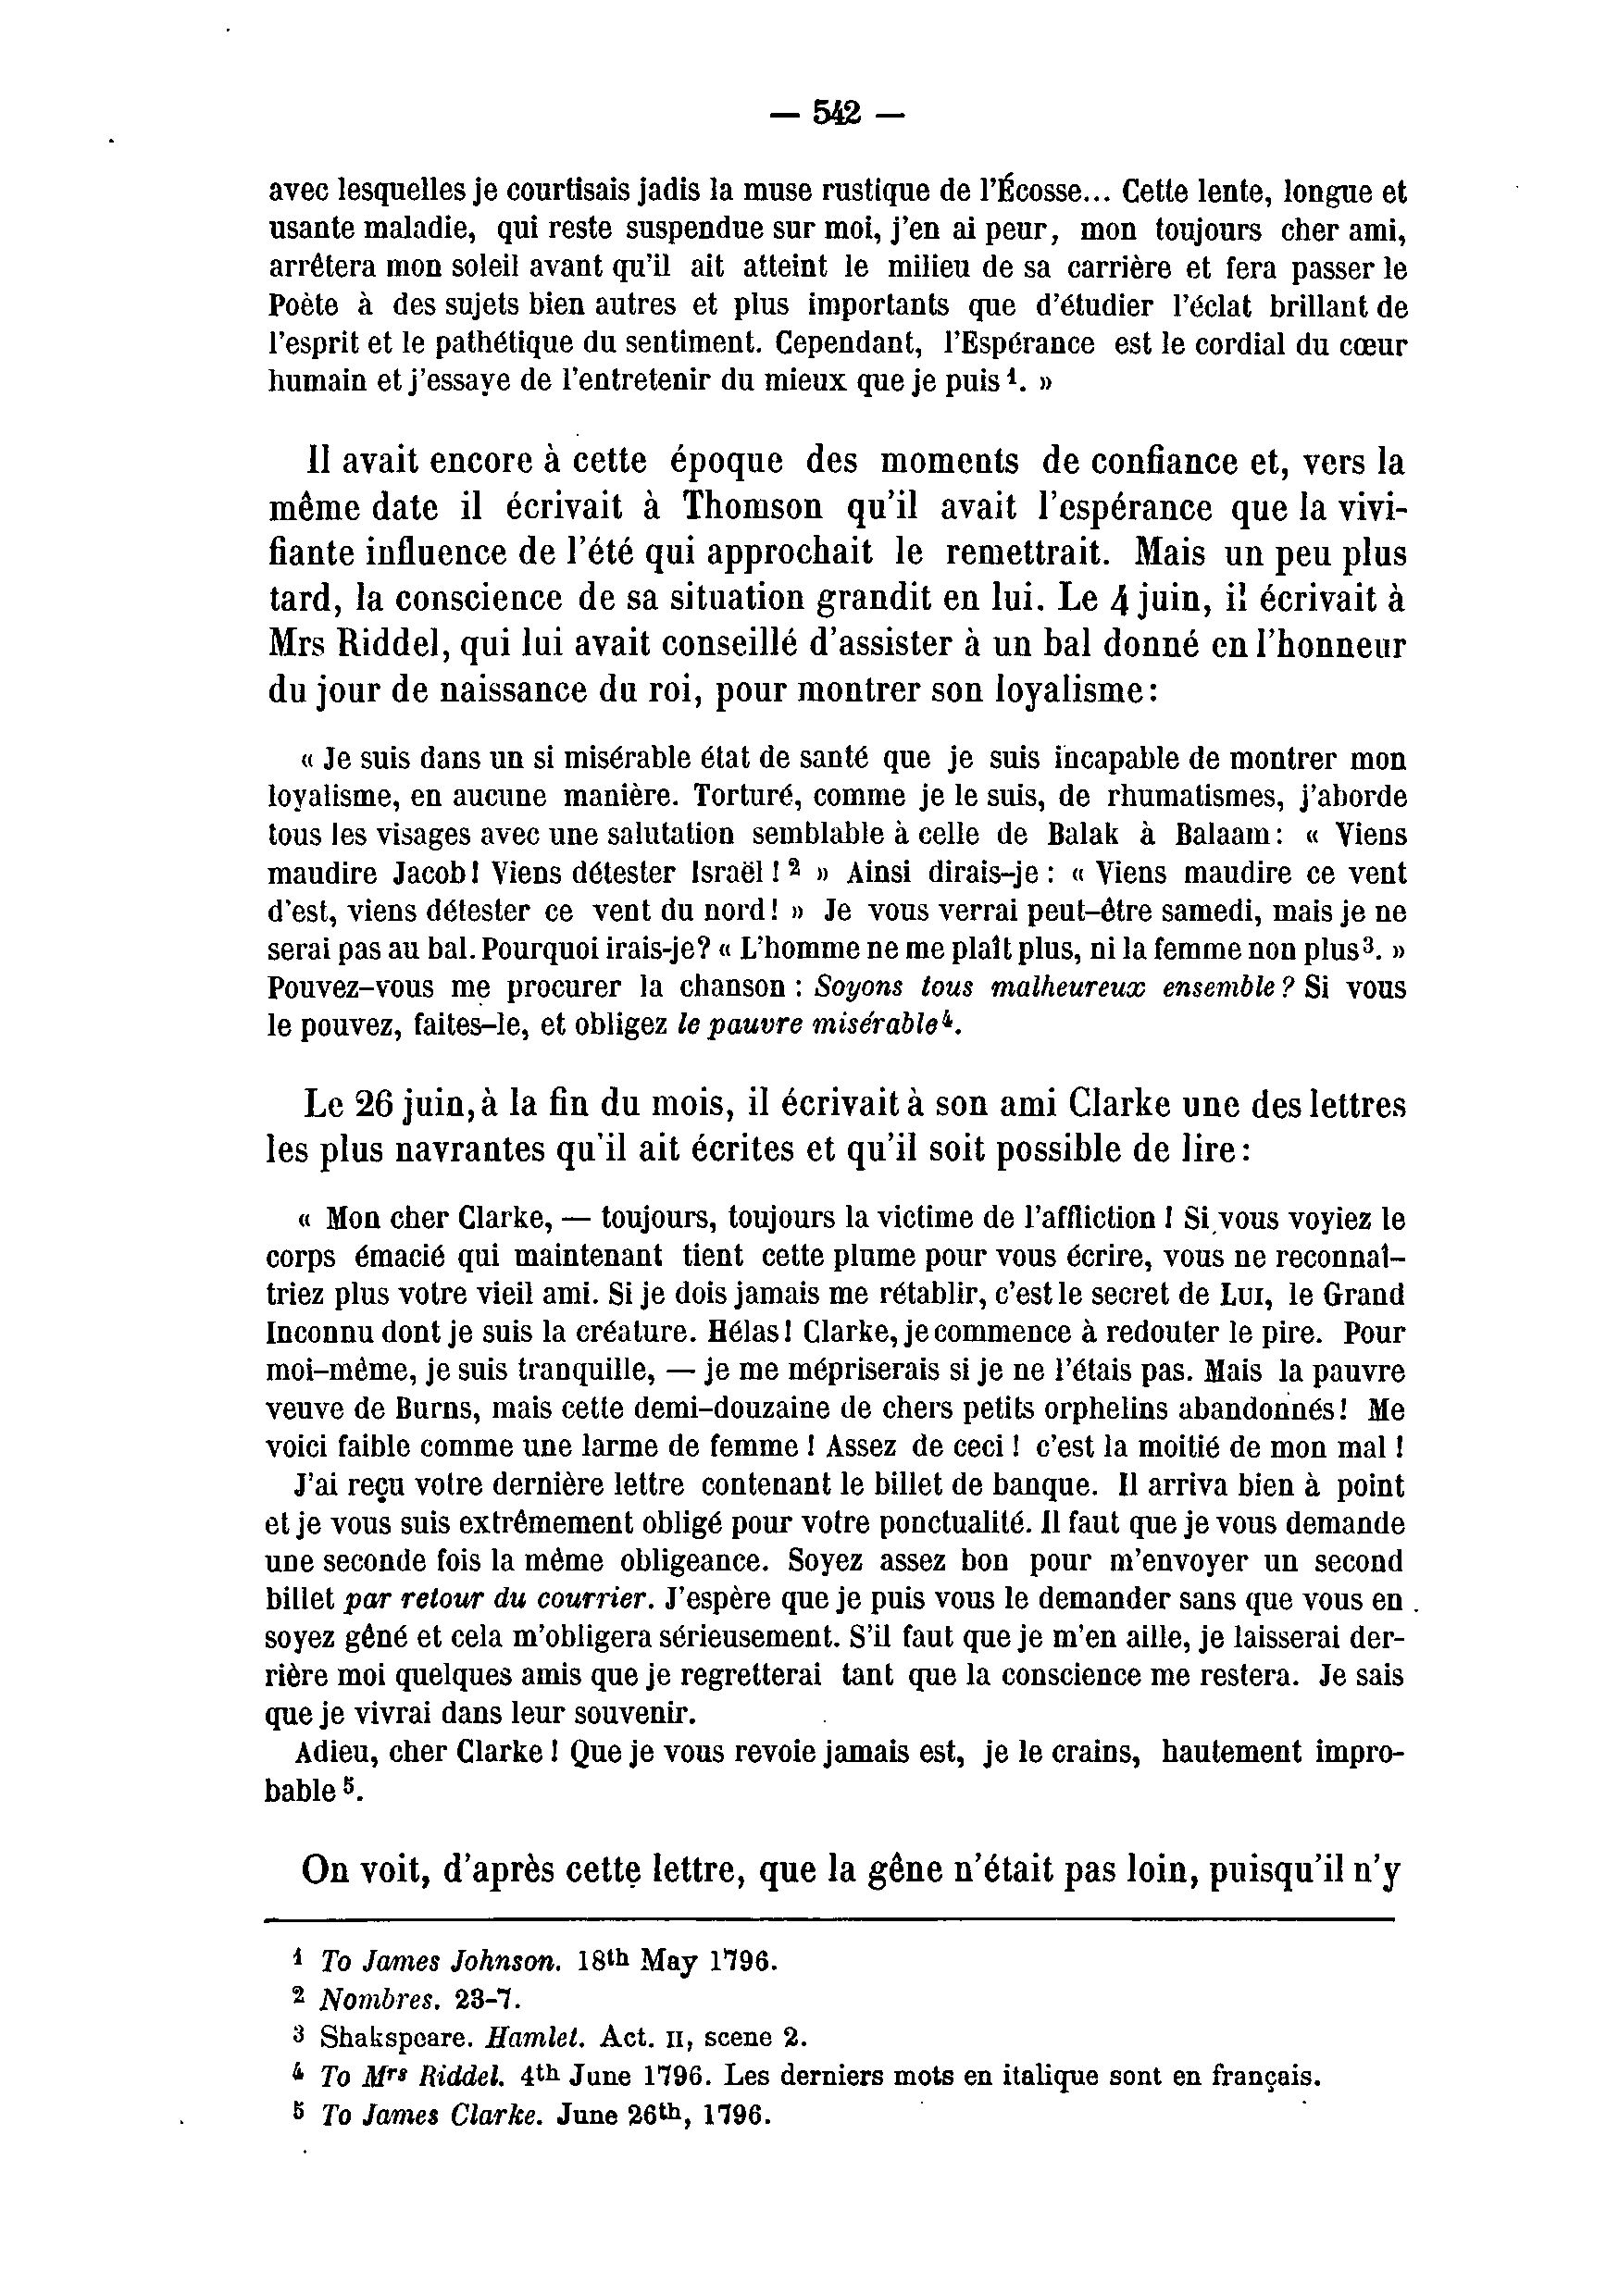 — 542 —
avec lesquelles je courtisais jadis la muse rustique de l'Écosse... Cette lente, longue et
usante maladie, qui reste suspendue sur moi, j'en ai peur, mon toujours cher ami,
arrêtera mon soleil avant qu'il ait atteint le milieu de sa carrière et fera passer le
Poète à des sujets bien autres et plus importants que d'étudier l'éclat brillant de
l'esprit et le pathétique du sentiment. Cependant, l'Espérance est le cordial du cœur
humain et j'essaye de l'entretenir du mieux que je puis ¹. »
Il avait encore à cette époque des moments de confiance et, vers la
même date il écrivait à Thomson qu'il avait l'espérance que la vivi-
fiante influence de l'été qui approchait le remettrait. Mais un peu plus
tard, la conscience de sa situation grandit en lui. Le 4 juin, il écrivait à
Mrs Riddel, qui lui avait conseillé d'assister à un bal donné en l'honneur
du jour de naissance du roi, pour montrer son loyalisme:
« Je suis dans un si misérable état de santé que je suis incapable de montrer mon
loyalisme, en aucune manière. Torturé, comme je le suis, de rhumatismes, j'aborde
tous les visages avec une salutation semblable à celle de Balak à Balaam: « Viens
maudire Jacob! Viens détester Israël ! ² » Ainsi dirais-je : « Viens maudire ce vent
d'est, viens détester ce vent du nord! » Je vous verrai peut-être samedi, mais je ne
serai pas au bal. Pourquoi irais-je? « L'homme ne me plaît plus, ni la femme non plus³. »
Pouvez-vous me procurer la chanson : Soyons tous malheureux ensemble ? Si vous
le pouvez, faites-le, et obligez le pauvre misérable⁴.
Le 26 juin, à la fin du mois, il écrivait à son ami Clarke une des lettres
les plus navrantes qu'il ait écrites et qu'il soit possible de lire:
« Mon cher Clarke, — toujours, toujours la victime de l'affliction ! Si vous voyiez le
corps émacié qui maintenant tient cette plume pour vous écrire, vous ne reconnaî-
triez plus votre vieil ami. Si je dois jamais me rétablir, c'est le secret de LUI, le Grand
Inconnu dont je suis la créature. Hélas! Clarke, je commence à redouter le pire. Pour
moi-même, je suis tranquille, — je me mépriserais si je ne l'étais pas. Mais la pauvre
veuve de Burns, mais cette demi-douzaine de chers petits orphelins abandonnés! Me
voici faible comme une larme de femme ! Assez de ceci ! c'est la moitié de mon mal !
J'ai reçu votre dernière lettre contenant le billet de banque. Il arriva bien à point
et je vous suis extrêmement obligé pour votre ponctualité. Il faut que je vous demande
une seconde fois la même obligeance. Soyez assez bon pour m'envoyer un second
billet par retour du courrier. J'espère que je puis vous le demander sans que vous en
soyez gêné et cela m'obligera sérieusement. S'il faut que je m'en aille, je laisserai der-
rière moi quelques amis que je regretterai tant que la conscience me restera. Je sais
que je vivrai dans leur souvenir.
Adieu, cher Clarke ! Que je vous revoie jamais est, je le crains, hautement impro-
bable ⁵.
On voit, d'après cette lettre, que la gêne n'était pas loin, puisqu'il n'y
¹ To James Johnson. 18th May 1796.
² Nombres. 23-7.
³ Shakspeare. Hamlet. Act. II, scene 2.
⁴ To Mrs Riddel. 4th June 1796. Les derniers mots en italique sont en français.
⁵ To James Clarke. June 26th, 1796.